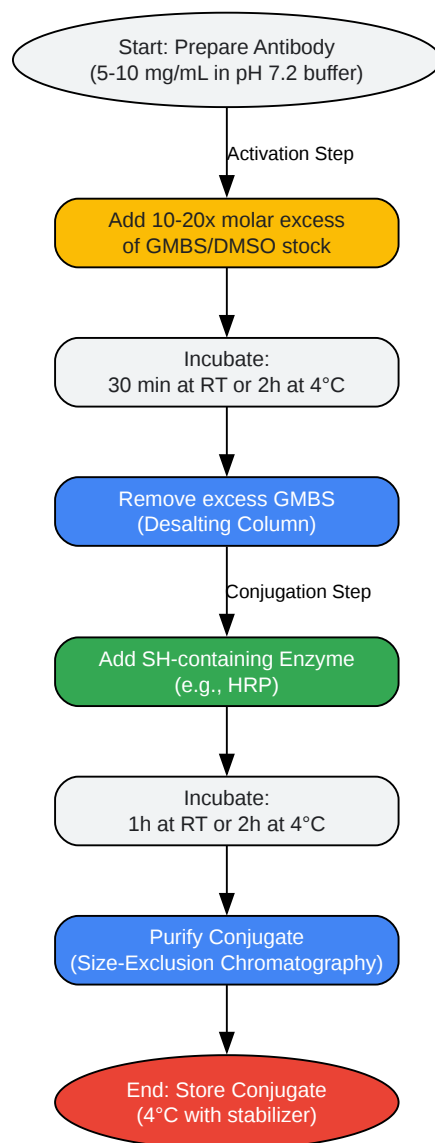 Start: Prepare Antibody
(5-10 mg/mL in pH 7.2 buffer)
Activation Step
Add 10-20x molar excess
of GMBS/DMSO stock
Incubate:
30 min at RT or 2h at 4°C
Remove excess GMBS
(Desalting Column)
Conjugation Step
Add SH-containing Enzyme
(e.g., HRP)
Incubate:
1h at RT or 2h at 4°C
Purify Conjugate
(Size-Exclusion Chromatography)
End: Store Conjugate
(4°C with stabilizer)